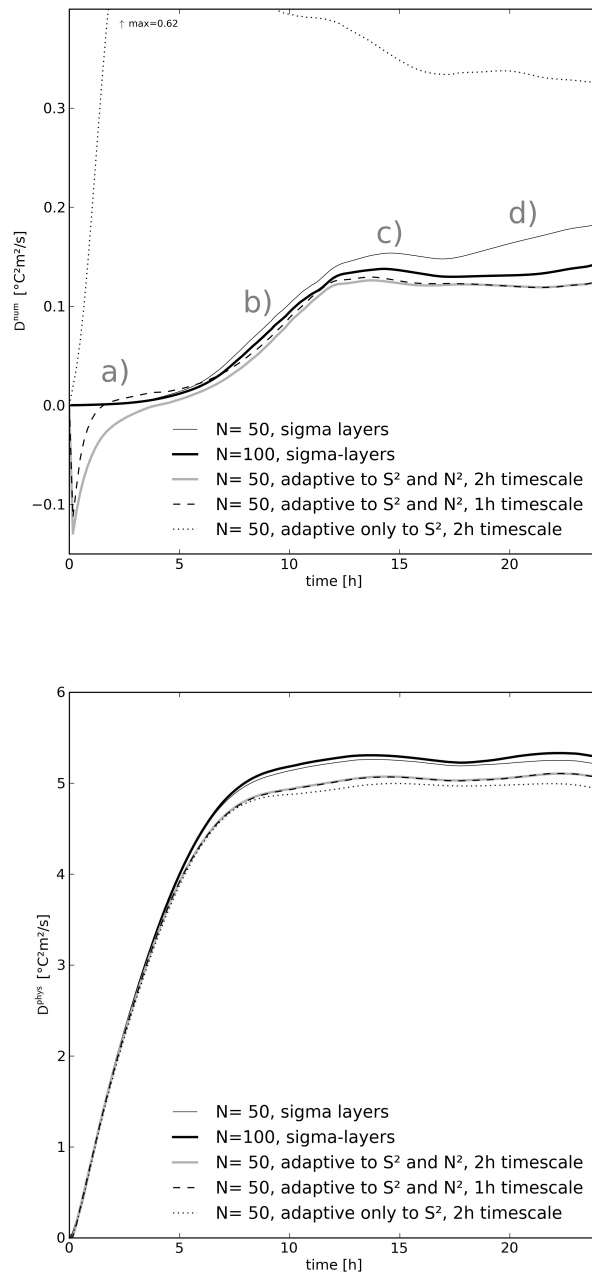 ↑ max=0.62
0.3
0.2
0.1
0.0
−0.1
D^num [°C²m²/s]
a)
b)
c)
d)
N= 50, sigma layers
N=100, sigma-layers
N= 50, adaptive to S² and N², 2h timescale
N= 50, adaptive to S² and N², 1h timescale
N= 50, adaptive only to S², 2h timescale
0 5 10 15 20
time [h]
6
5
4
3
2
1
0
D^phys [°C²m²/s]
N= 50, sigma layers
N=100, sigma-layers
N= 50, adaptive to S² and N², 2h timescale
N= 50, adaptive to S² and N², 1h timescale
N= 50, adaptive only to S², 2h timescale
0 5 10 15 20
time [h]